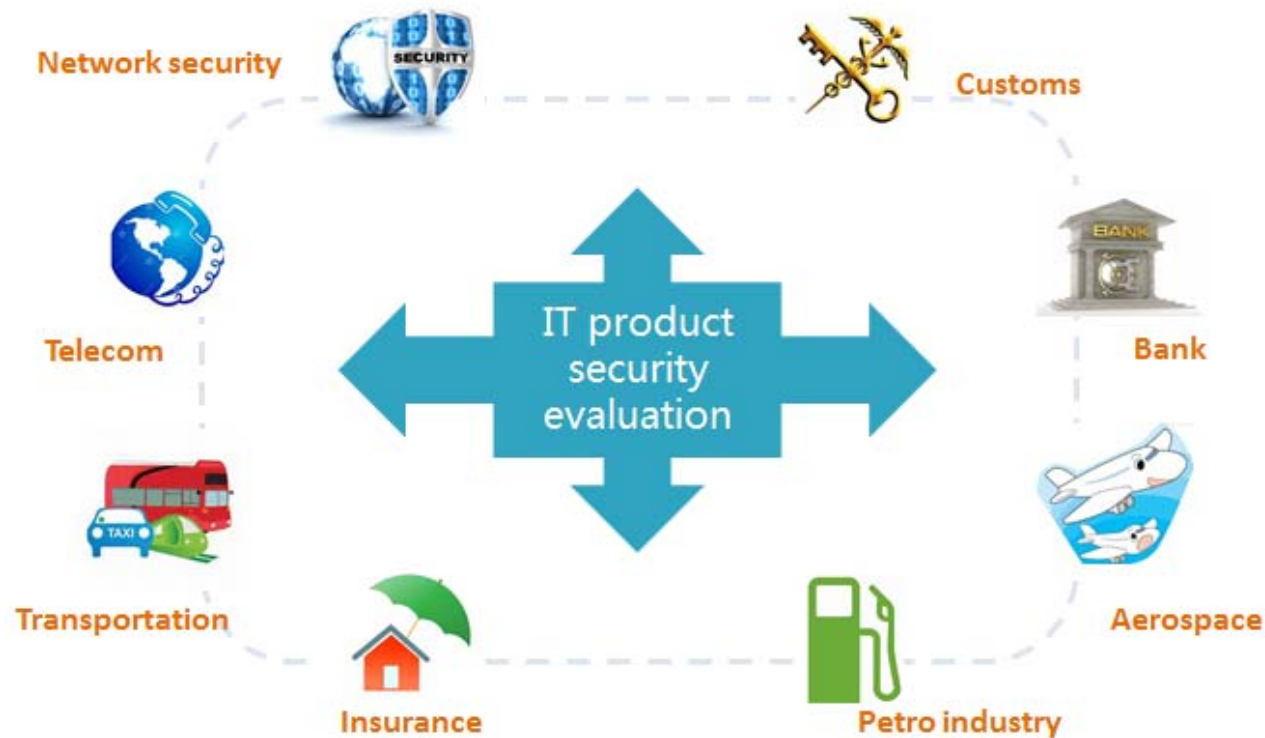 Network security
SECURITY
Customs
BANK
Telecom
IT product
security
evaluation
Bank
TAXI
Transportation
Aerospace
Insurance
Petro industry